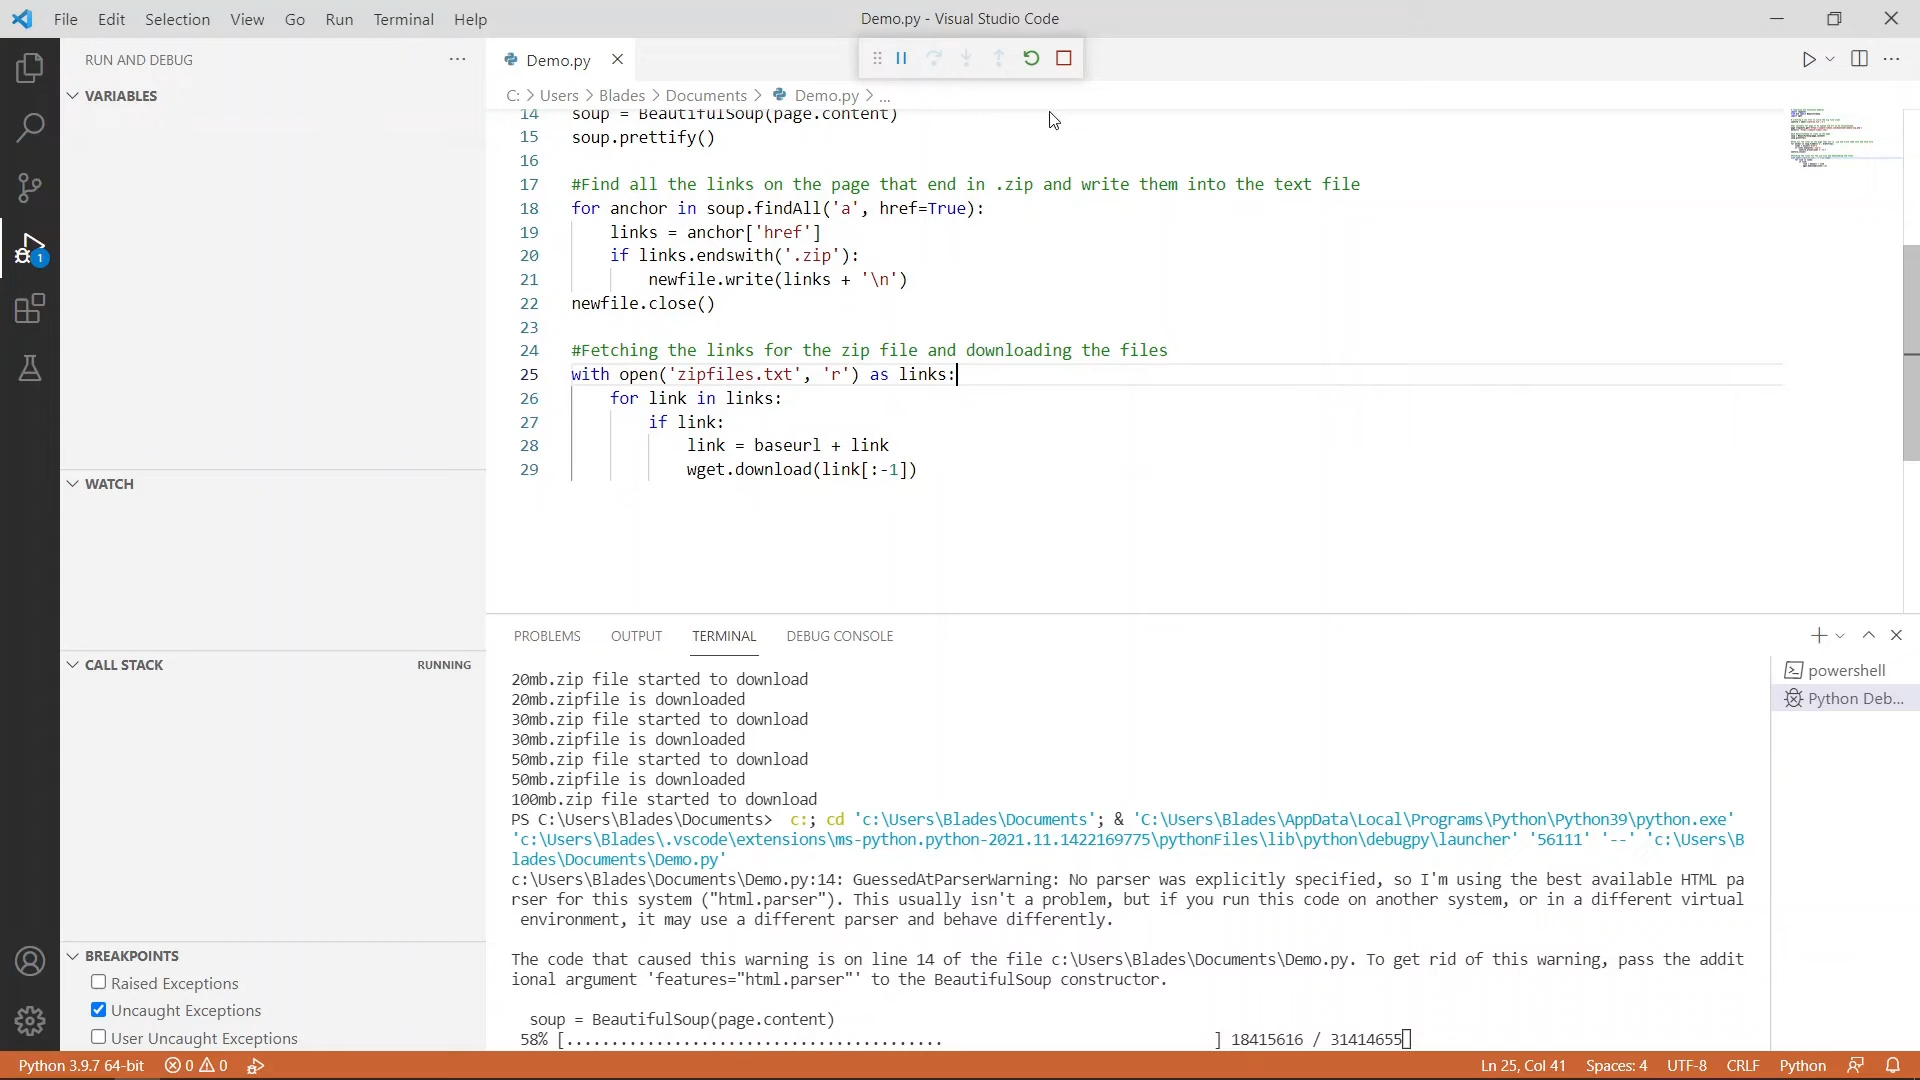 File Edit Selection View Go Run Terminal Help
Demo.py - Visual Studio Code
RUN AND DEBUG
Demo.py
VARIABLES
C: > Users > Blades > Documents > Demo.py > ...
14 soup = BeautifulSoup(page.content)
15 soup.prettify()
16
17 #Find all the links on the page that end in .zip and write them into the text file
18 for anchor in soup.findAll('a', href=True):
19 links = anchor['href']
20 if links.endswith('.zip'):
21 newfile.write(links + '\n')
22 newfile.close()
23
24 #Fetching the links for the zip file and downloading the files
25 with open('zipfiles.txt', 'r') as links:
26 for link in links:
27 if link:
28 link = baseurl + link
29 wget.download(link[:-1])
1
WATCH
CALL STACK
RUNNING
BREAKPOINTS
Raised Exceptions
Uncaught Exceptions
User Uncaught Exceptions
PROBLEMS OUTPUT TERMINAL DEBUG CONSOLE
powershell
Python Deb...
20mb.zip file started to download
20mb.zipfile is downloaded
30mb.zip file started to download
30mb.zipfile is downloaded
50mb.zip file started to download
50mb.zipfile is downloaded
100mb.zip file started to download
PS C:\Users\Blades\Documents> c:; cd 'c:\Users\Blades\Documents'; & 'C:\Users\Blades\AppData\Local\Programs\Python\Python39\python.exe'
'c:\Users\Blades\.vscode\extensions\ms-python.python-2021.11.1422169775\pythonFiles\lib\python\debugpy\launcher' '56111' '--' 'c:\Users\B
lades\Documents\Demo.py'
c:\Users\Blades\Documents\Demo.py:14: GuessedAtParserWarning: No parser was explicitly specified, so I'm using the best available HTML pa
rser for this system ("html.parser"). This usually isn't a problem, but if you run this code on another system, or in a different virtual
environment, it may use a different parser and behave differently.
The code that caused this warning is on line 14 of the file c:\Users\Blades\Documents\Demo.py. To get rid of this warning, pass the addit
ional argument 'features="html.parser"' to the BeautifulSoup constructor.
soup = BeautifulSoup(page.content)
58% [.......................................... ] 18415616 / 31414655
Python 3.9.7 64-bit 0 0
Ln 25, Col 41 Spaces: 4 UTF-8 CRLF Python